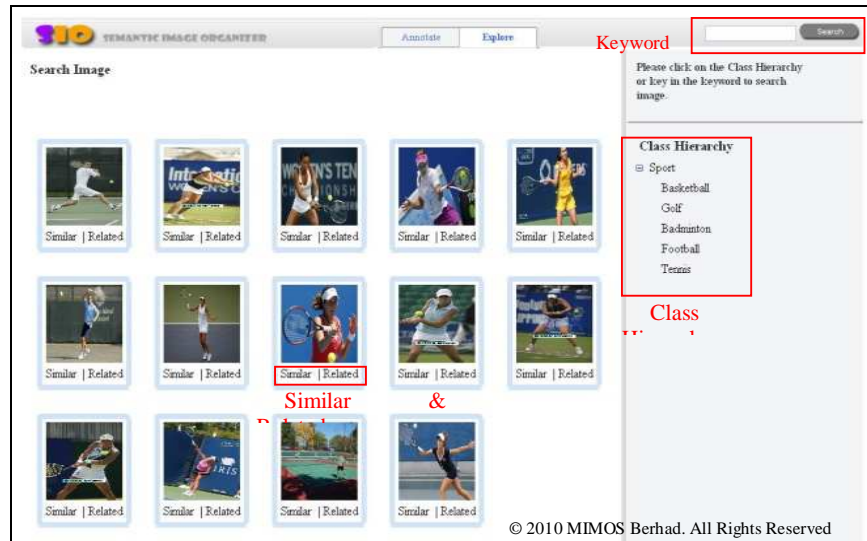 SIO SEMANTIC IMAGE ORGANIZER
Annotate Explore
Keyword
Search
Search Image
Please click on the Class Hierarchy
or key in the keyword to search
image.
Class Hierarchy
Sport
Basketball
Golf
Badminton
Football
Tennis
Class
Similar | Related
Similar | Related
Similar | Related
Similar | Related
Similar | Related
Similar | Related
Similar | Related
Similar | Related
Similar | Related
Similar | Related
Similar &
Similar | Related
Similar | Related
Similar | Related
Similar | Related
© 2010 MIMOS Berhad. All Rights Reserved